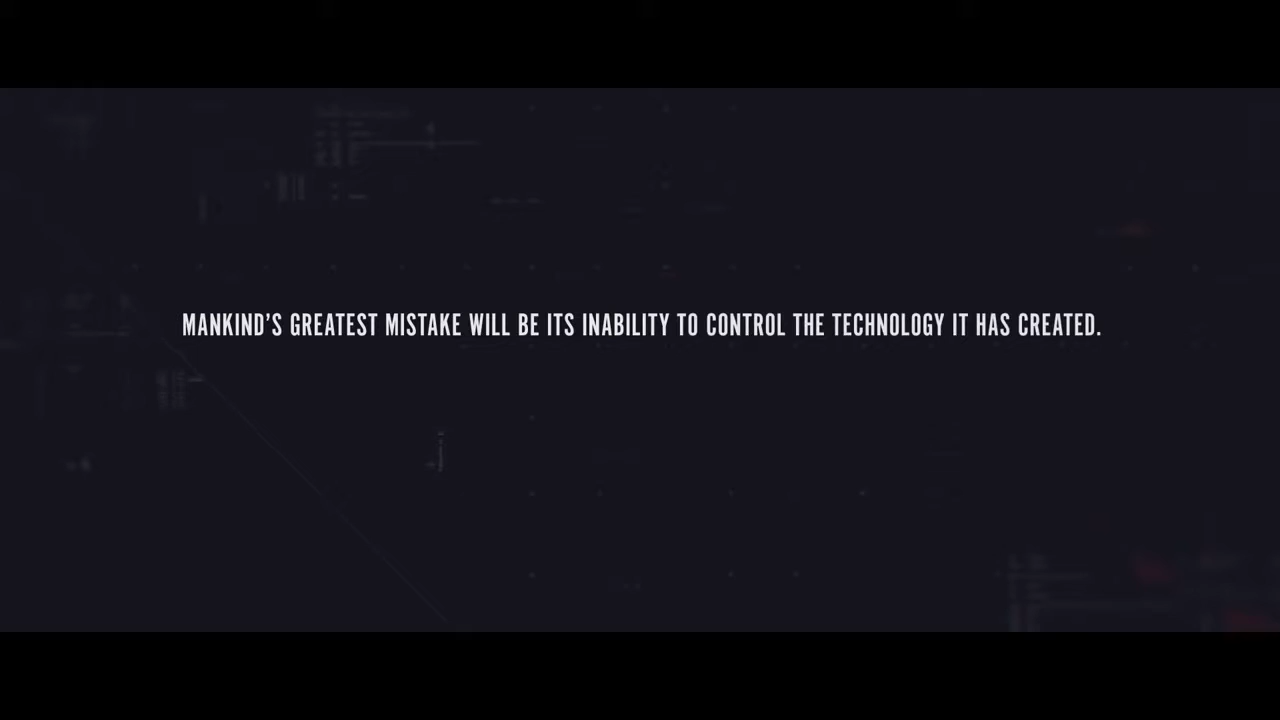 MANKIND’S GREATEST MISTAKE WILL BE ITS INABILITY TO CONTROL THE TECHNOLOGY IT HAS CREATED.